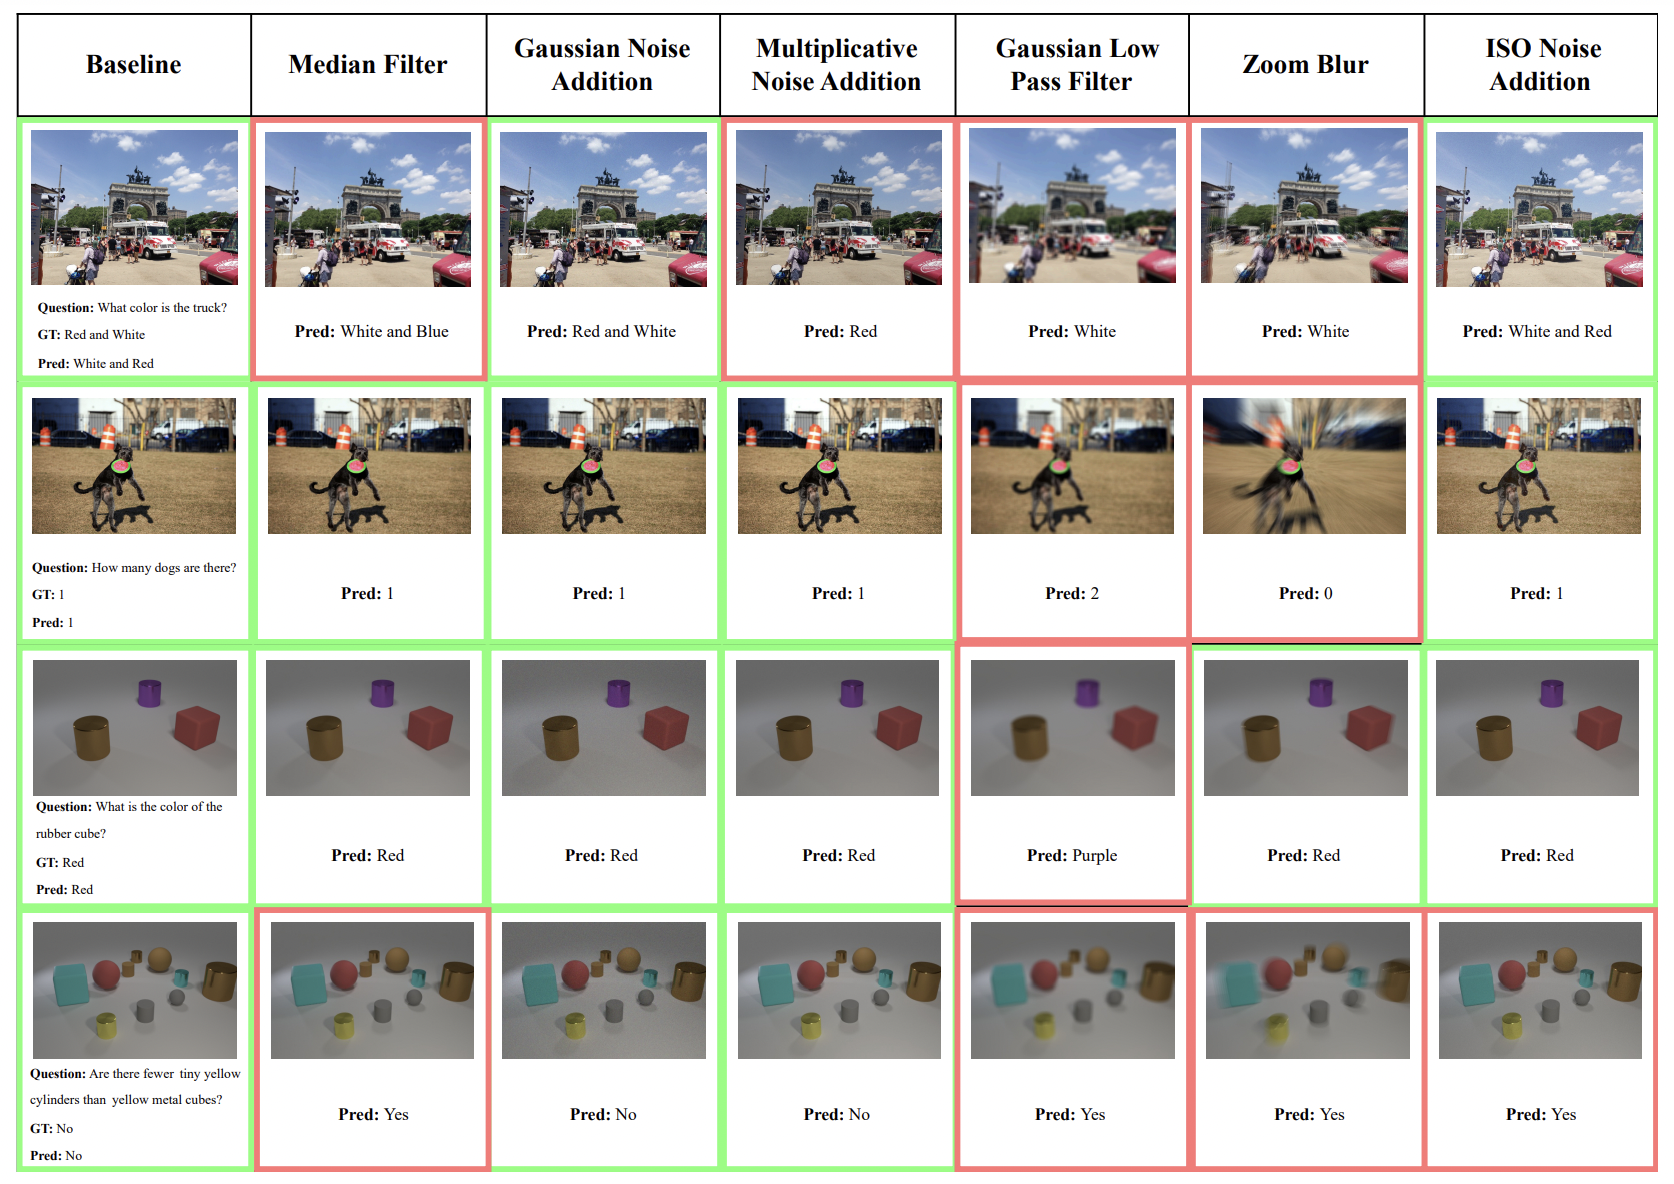 Baseline
Median Filter
Gaussian Noise
Addition
Multiplicative
Noise Addition
Gaussian Low
Pass Filter
Zoom Blur
ISO Noise
Addition
Question: What color is the truck?
GT: Red and White
Pred: White and Red
Pred: White and Blue
Pred: Red and White
Pred: Red
Pred: White
Pred: White
Pred: White and Red
Question: How many dogs are there?
GT: 1
Pred: 1
Pred: 1
Pred: 1
Pred: 1
Pred: 2
Pred: 0
Pred: 1
Question: What is the color of the
rubber cube?
GT: Red
Pred: Red
Pred: Red
Pred: Red
Pred: Red
Pred: Purple
Pred: Red
Pred: Red
Question: Are there fewer tiny yellow
cylinders than yellow metal cubes?
GT: No
Pred: No
Pred: Yes
Pred: No
Pred: No
Pred: Yes
Pred: Yes
Pred: Yes